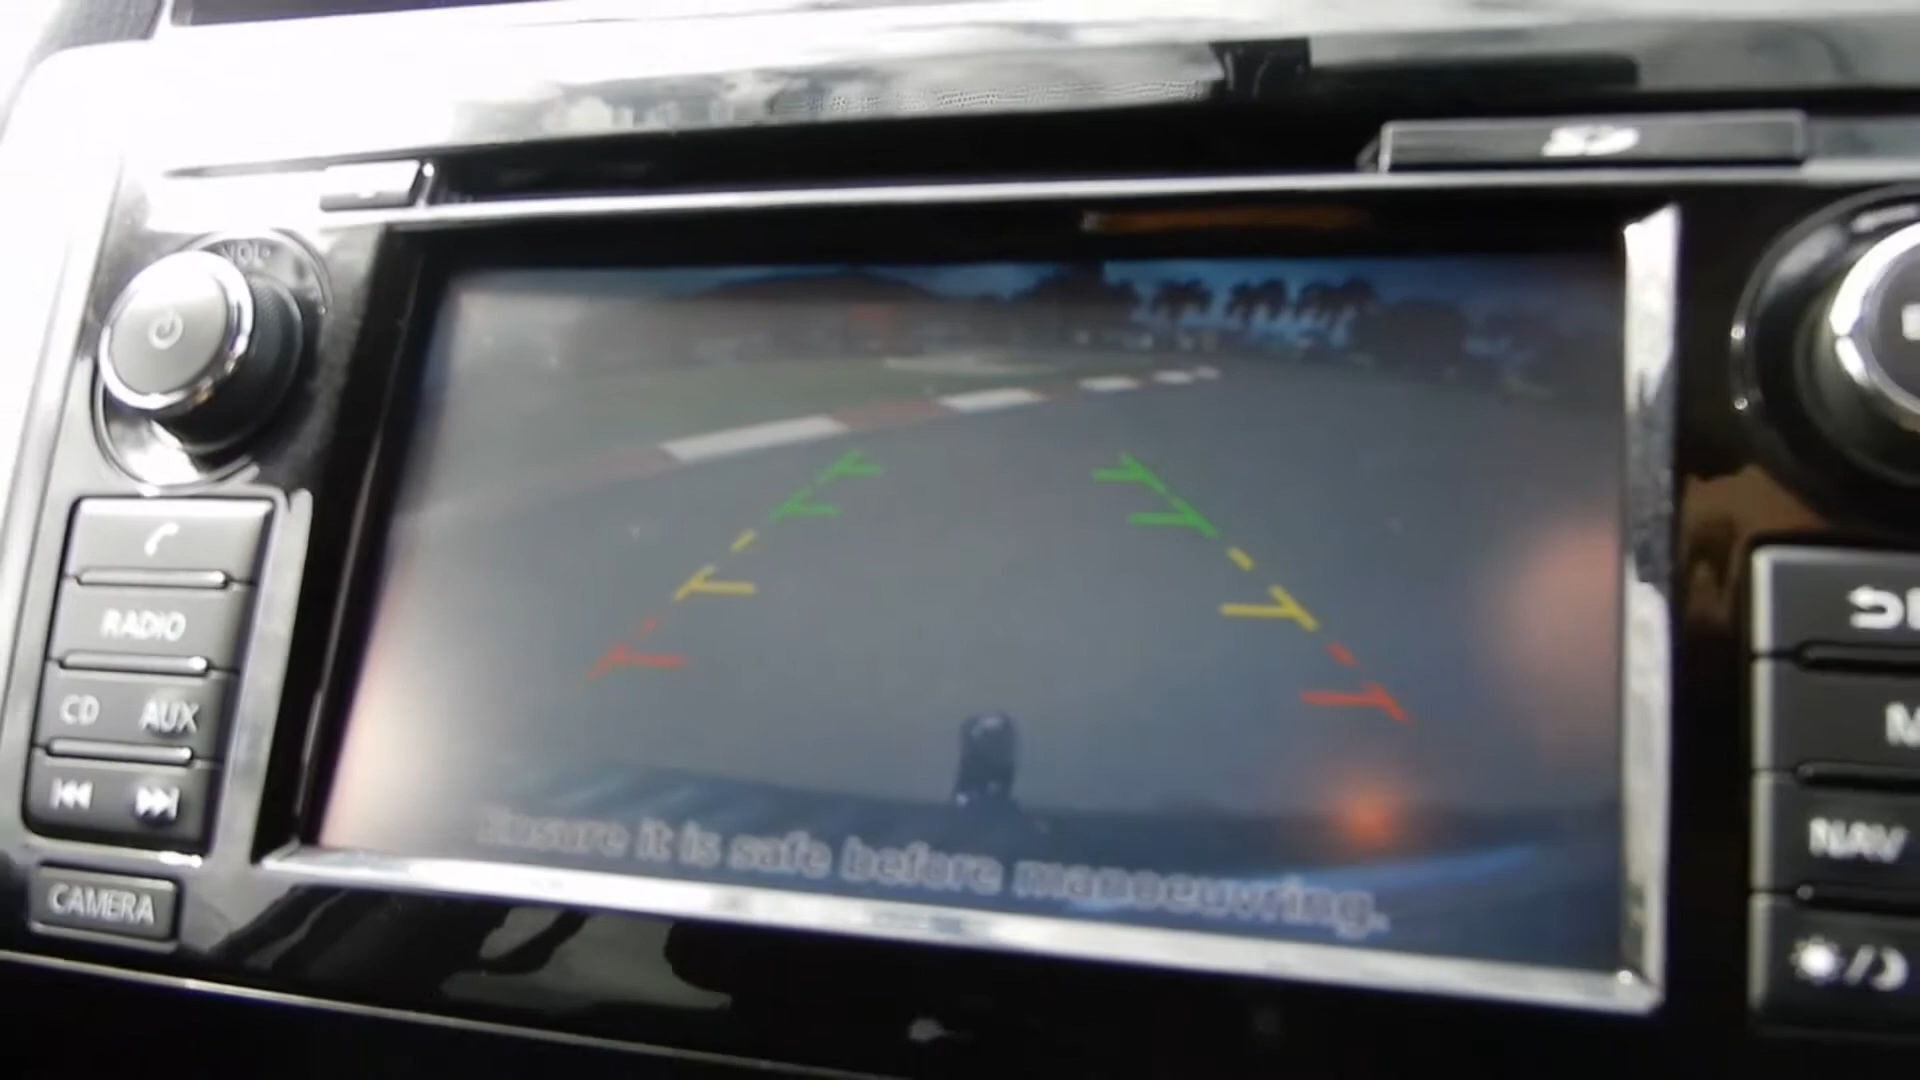 VOL
RADIO
CD AUX
CAMERA
Ensure it is safe before manoeuvring.
NAV